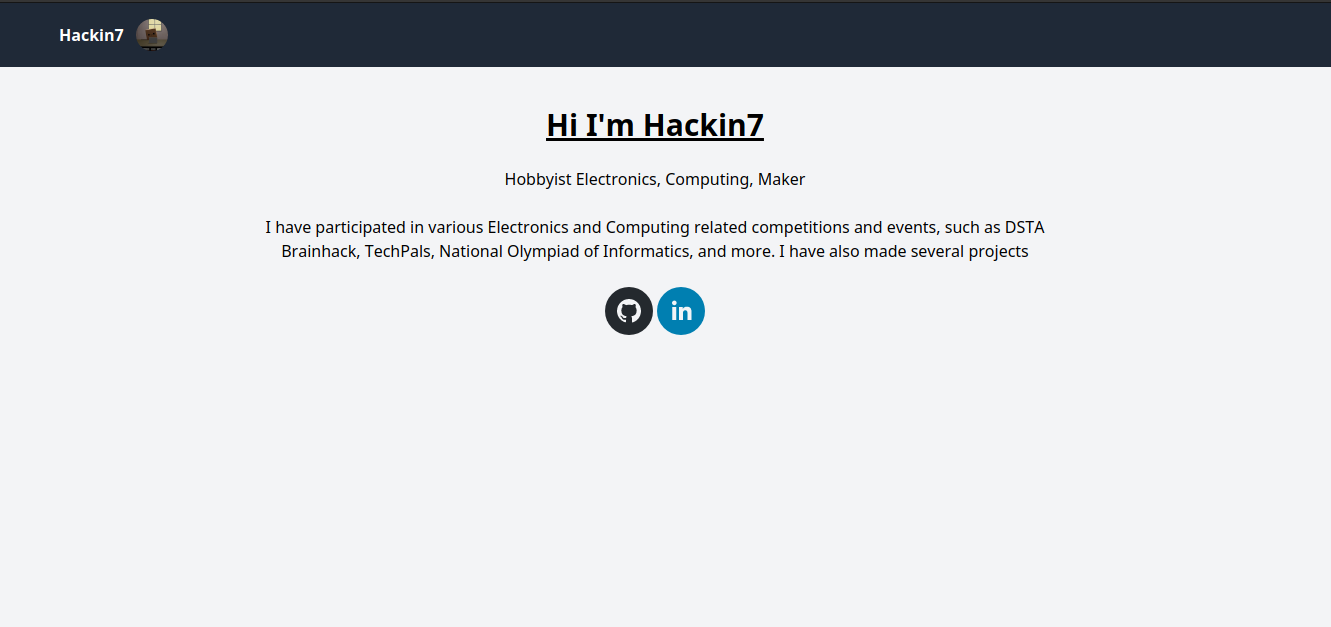 Hackin7
Hi I'm Hackin7
Hobbyist Electronics, Computing, Maker
I have participated in various Electronics and Computing related competitions and events, such as DSTA
Brainhack, TechPals, National Olympiad of Informatics, and more. I have also made several projects
in